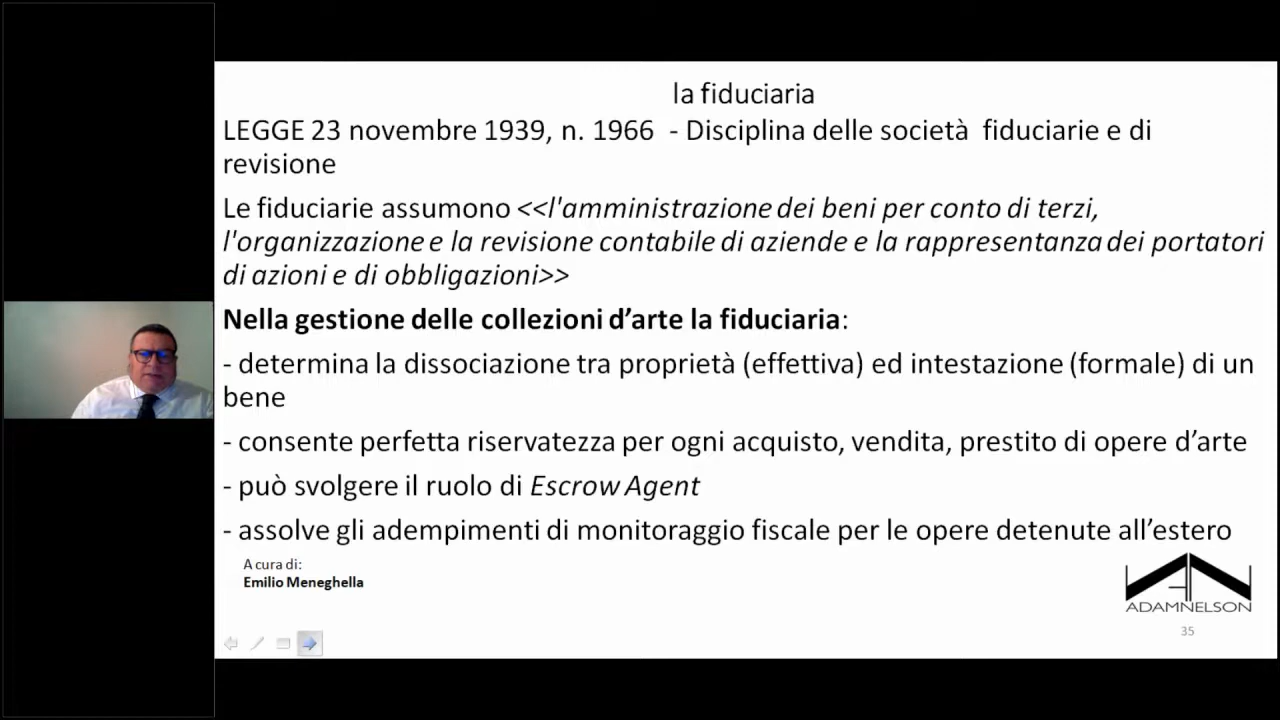 la fiduciaria
LEGGE 23 novembre 1939, n. 1966 - Disciplina delle società fiduciarie e di
revisione
Le fiduciarie assumono <<l'amministrazione dei beni per conto di terzi,
l'organizzazione e la revisione contabile di aziende e la rappresentanza dei portatori
di azioni e di obbligazioni>>
Nella gestione delle collezioni d’arte la fiduciaria:
- determina la dissociazione tra proprietà (effettiva) ed intestazione (formale) di un
bene
- consente perfetta riservatezza per ogni acquisto, vendita, prestito di opere d’arte
- può svolgere il ruolo di Escrow Agent
- assolve gli adempimenti di monitoraggio fiscale per le opere detenute all’estero
A cura di:
Emilio Meneghella
ADAMNELSON
35